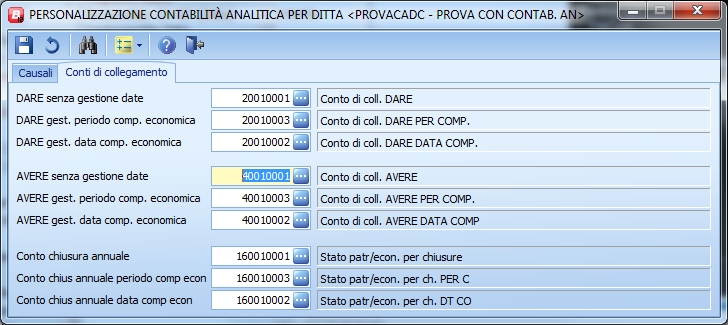 PERSONALIZZAZIONE CONTABILITÀ ANALITICA PER DITTA <PROVACADC - PROVA CON CONTAB. AN>
Causali Conti di collegamento
DARE senza gestione date 20010001 Conto di coll. DARE
DARE gest. periodo comp. economica 20010003 Conto di coll. DARE PER COMP.
DARE gest. data comp. economica 20010002 Conto di coll. DARE DATA COMP.
AVERE senza gestione date 40010001 Conto di coll. AVERE
AVERE gest. periodo comp. economica 40010003 Conto di coll. AVERE PER COMP.
AVERE gest. data comp. economica 40010002 Conto di coll. AVERE DATA COMP
Conto chiusura annuale 160010001 Stato patr/econ. per chiusure
Conto chius annuale periodo comp econ 160010003 Stato patr/econ. per ch. PER C
Conto chius annuale data comp econ 160010002 Stato patr/econ. per ch. DT CO